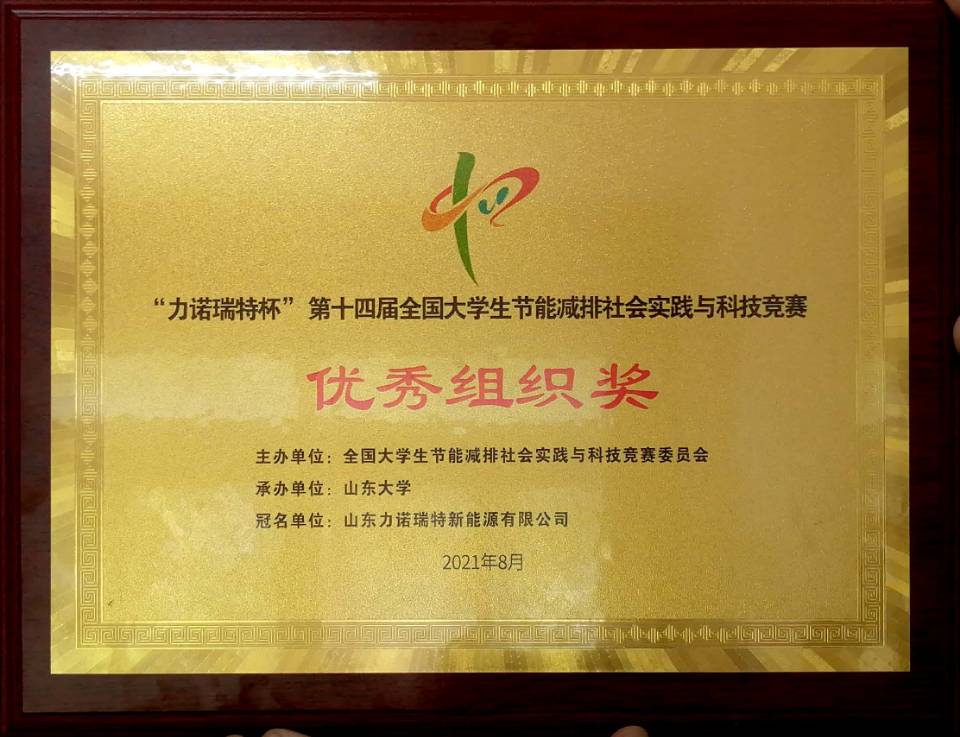 “力诺瑞特杯”第十四届全国大学生节能减排社会实践与科技竞赛
优秀组织奖
主办单位：全国大学生节能减排社会实践与科技竞赛委员会
承办单位：山东大学
冠名单位：山东力诺瑞特新能源有限公司
2021年8月